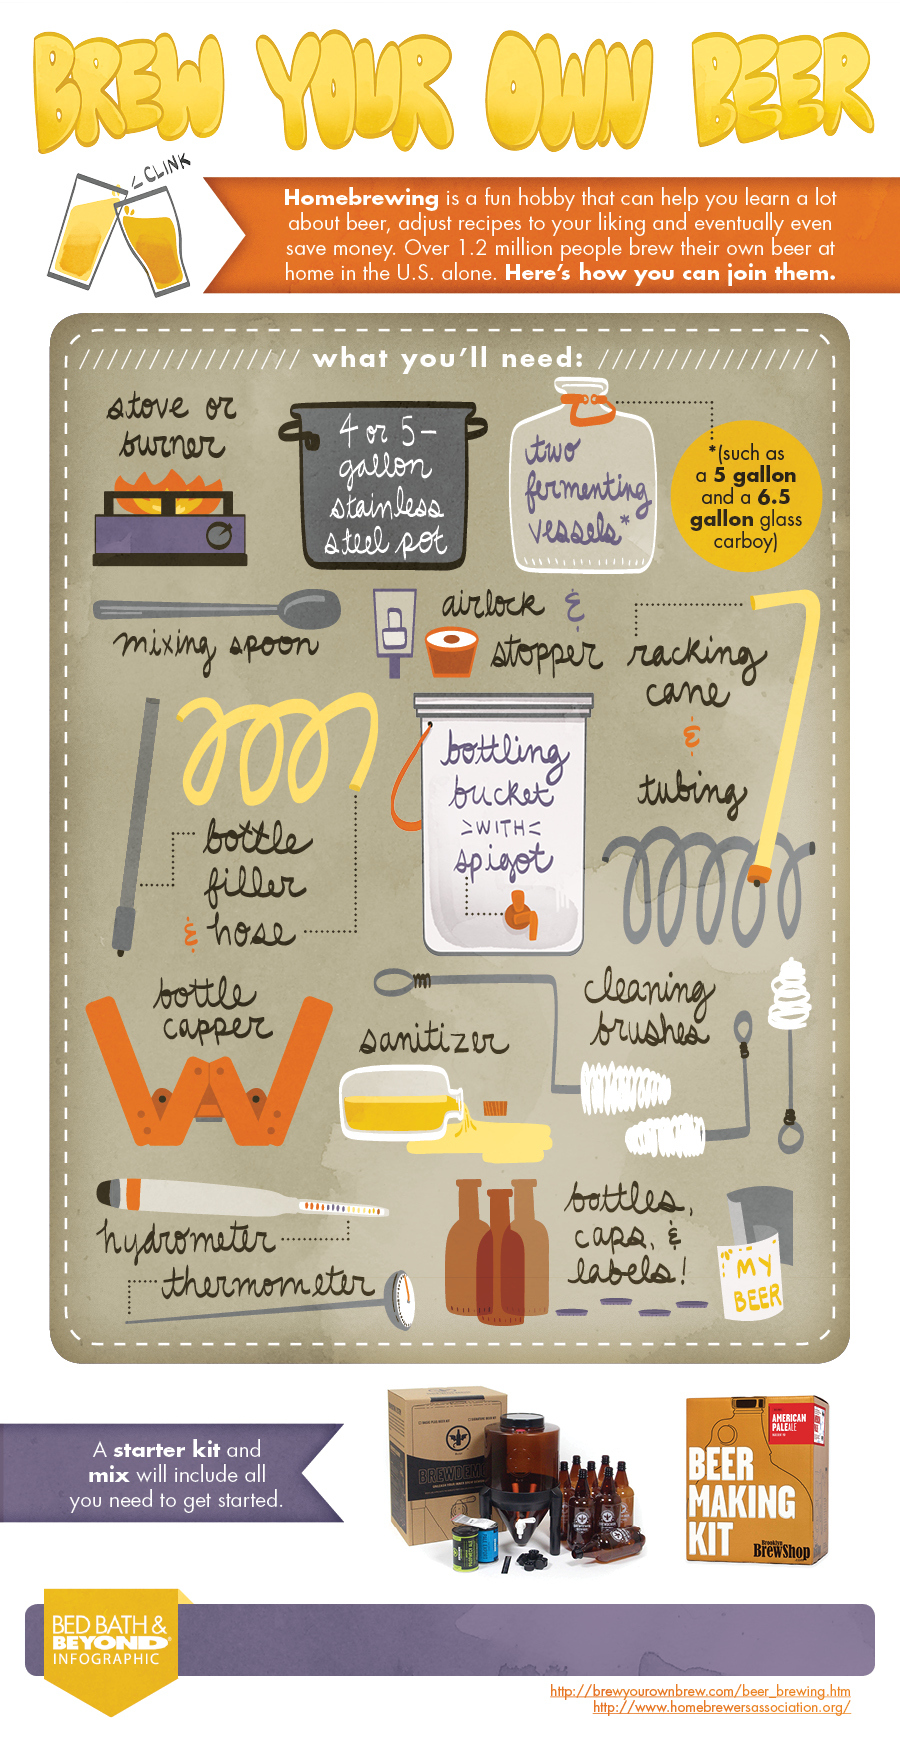 BREW YOUR OWN BEER
CLINK
Homebrewing is a fun hobby that can help you learn a lot
about beer, adjust recipes to your liking and eventually even
save money. Over 1.2 million people brew their own beer at
home in the U.S. alone. Here's how you can join them.
what you'll need:
stove or
burner
4 or 5-
gallon
stainless
steel pot
two
fermenting
vessels*
*(such as
a 5 gallon
and a 6.5
gallon glass
carboy)
mixing spoon
airlock &
stopper
racking
cane
&
tubing
bottling
bucket
WITH
spigot
bottle
filler
& hose
bottle
capper
sanitizer
cleaning
brushes
hydrometer
thermometer
bottles,
caps, &
labels!
MY
BEER
A starter kit and
mix will include all
you need to get started.
AMERICAN
PALE ALE
BEER
MAKING
KIT
Brooklyn
BrewShop
BED BATH &
BEYOND®
INFOGRAPHIC
http://brewyourownbrew.com/beer_brewing.htm
http://www.homebrewersassociation.org/